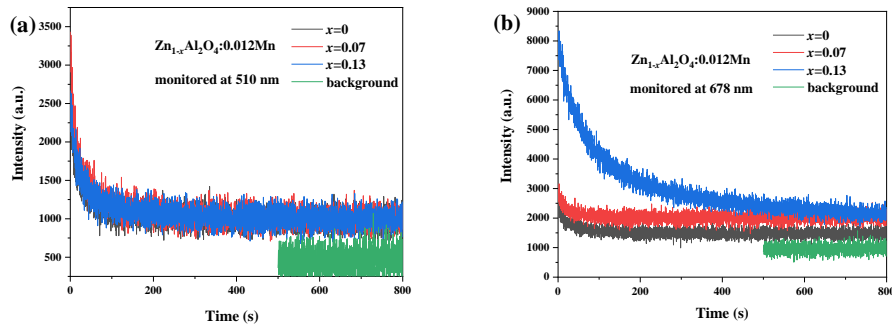 (a)
Zn1-xAl2O4:0.012Mn
monitored at 510 nm
x=0
x=0.07
x=0.13
background
3500
3000
2500
2000
1500
1000
500
0
200
400
600
800
Intensity (a.u.)
Time (s)
(b)
Zn1-xAl2O4:0.012Mn
monitored at 678 nm
x=0
x=0.07
x=0.13
background
9000
8000
7000
6000
5000
4000
3000
2000
1000
0
0
200
400
600
800
Intensity (a.u.)
Time (s)